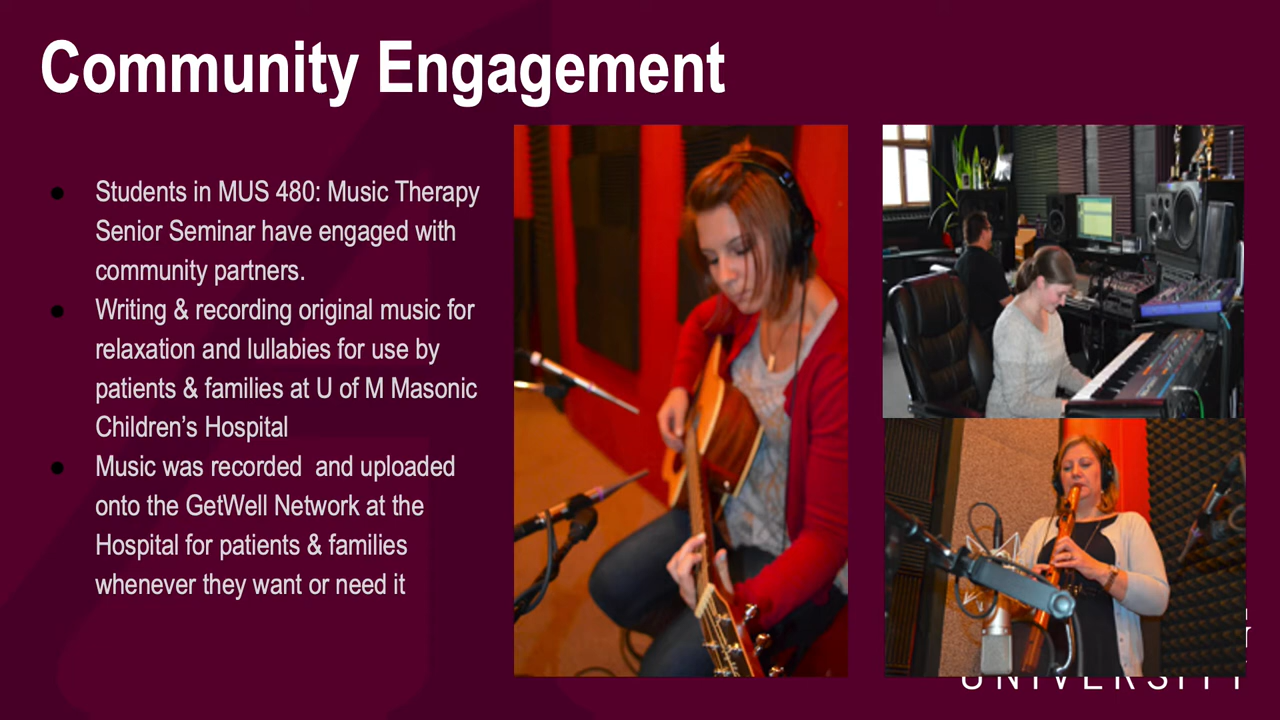 Community Engagement
● Students in MUS 480: Music Therapy
Senior Seminar have engaged with
community partners.
● Writing & recording original music for
relaxation and lullabies for use by
patients & families at U of M Masonic
Children’s Hospital
● Music was recorded  and uploaded
onto the GetWell Network at the
Hospital for patients & families
whenever they want or need it
UNIVERSITY